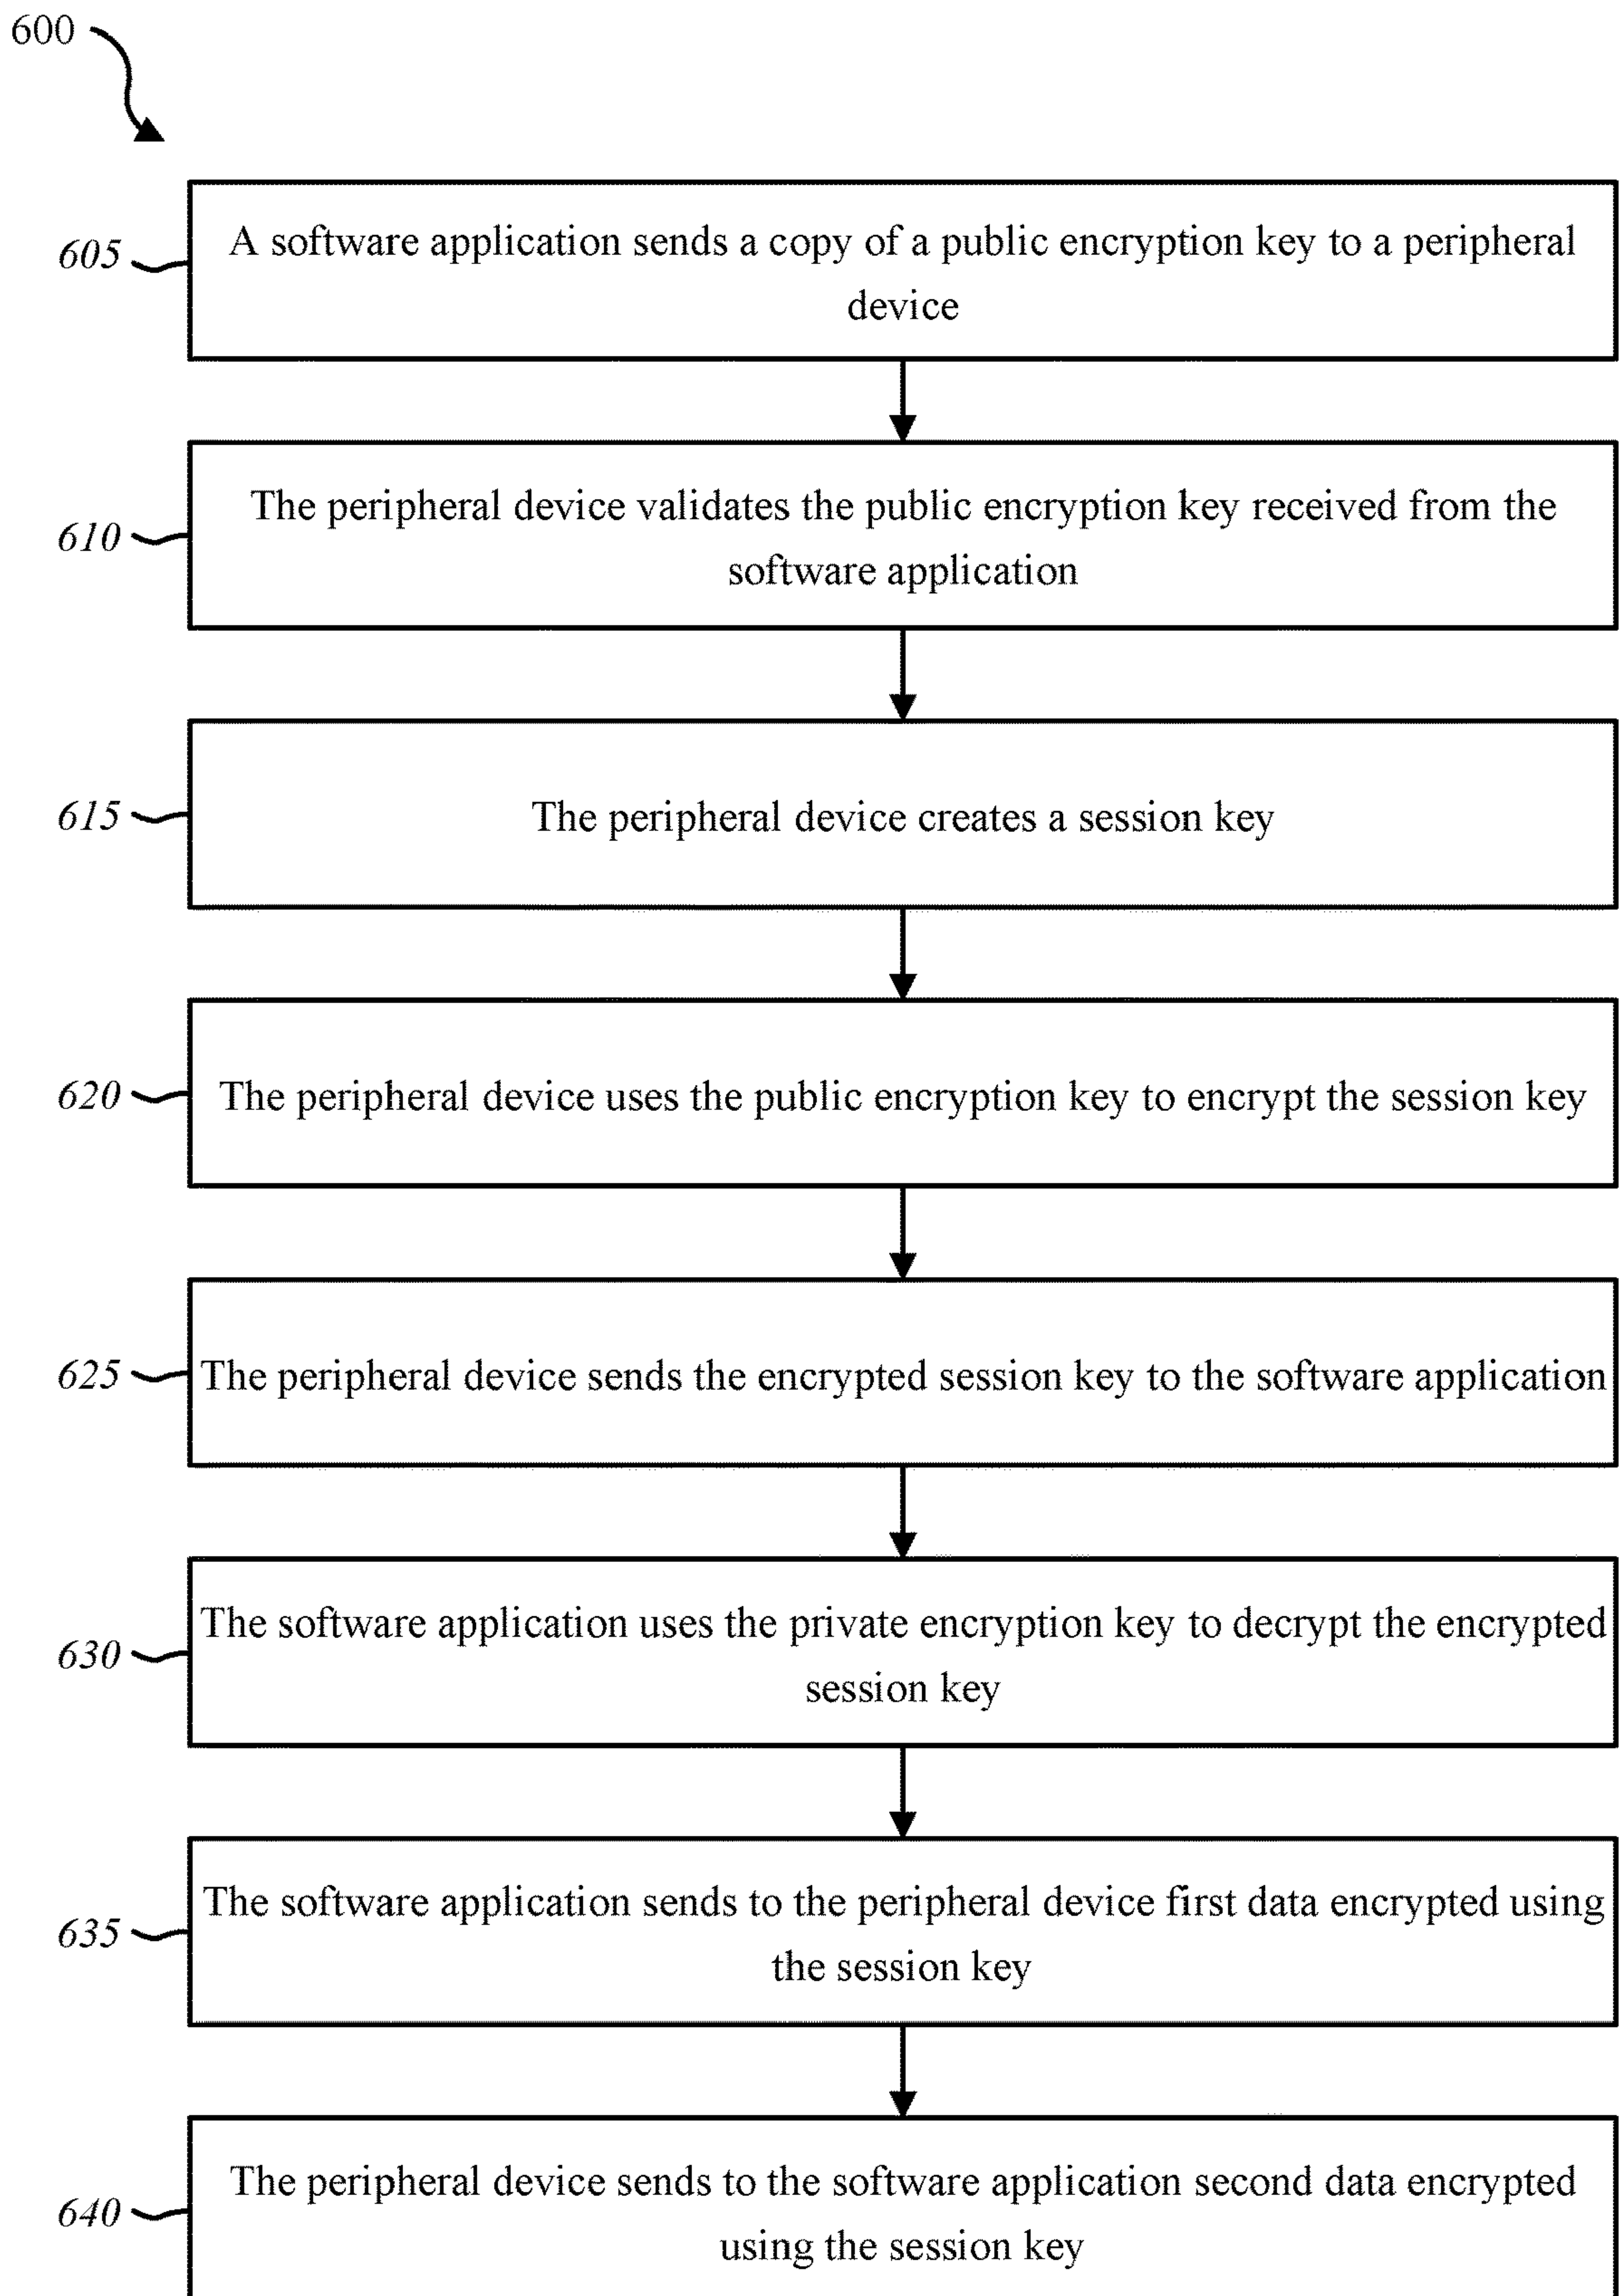 600
605
A software application sends a copy of a public encryption key to a peripheral
device
610
The peripheral device validates the public encryption key received from the
software application
615
The peripheral device creates a session key
620
The peripheral device uses the public encryption key to encrypt the session key
625
The peripheral device sends the encrypted session key to the software application
630
The software application uses the private encryption key to decrypt the encrypted
session key
635
The software application sends to the peripheral device first data encrypted using
the session key
640
The peripheral device sends to the software application second data encrypted
using the session key